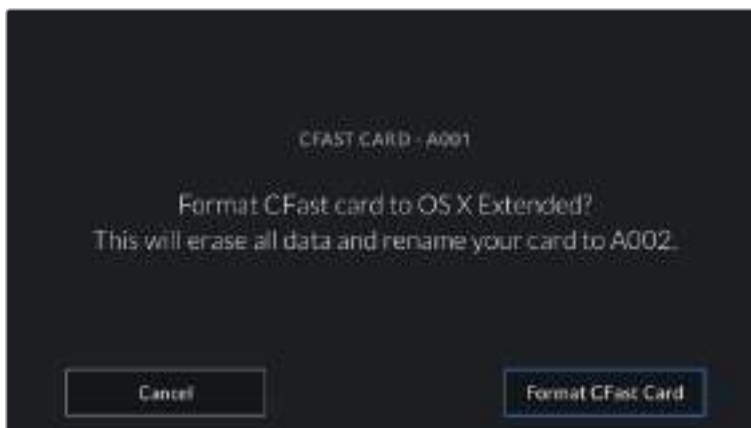 CFAST CARD - A001
Format CFast card to OS X Extended?
This will erase all data and rename your card to A002.
Cancel
Format CFast Card